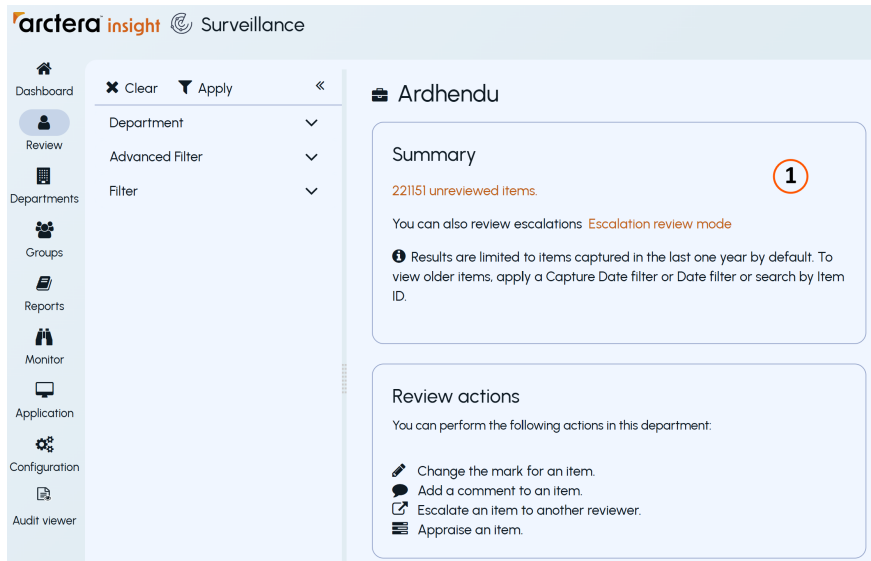 arctera insight Surveillance
Dashboard
Review
Departments
Groups
Reports
Monitor
Application
Configuration
Audit viewer
Clear Apply «
Department
Advanced Filter
Filter
Ardhendu
Summary
1
221151 unreviewed items.
You can also review escalations Escalation review mode
Results are limited to items captured in the last one year by default. To
view older items, apply a Capture Date filter or Date filter or search by Item
ID.
Review actions
You can perform the following actions in this department:
Change the mark for an item.
Add a comment to an item.
Escalate an item to another reviewer.
Appraise an item.